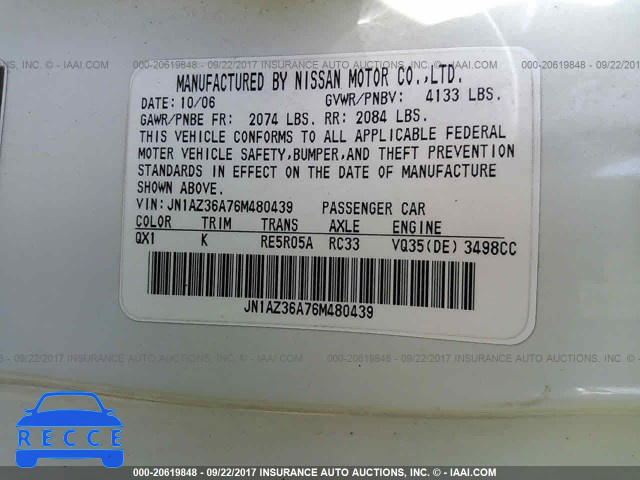 000-20619848 - 09/22/2017 INSURANCE AUTO AUCTIONS, INC. - © IAAI.COM
MANUFACTURED BY NISSAN MOTOR CO.,LTD.
DATE: 10/06 GVWR/PNBV: 4133 LBS.
GAWR/PNBE FR: 2074 LBS. RR: 2084 LBS.
THIS VEHICLE CONFORMS TO ALL APPLICABLE FEDERAL
MOTER VEHICLE SAFETY,BUMPER,AND THEFT PREVENTION
STANDARDS IN EFFECT ON THE DATE OF MANUFACTURE
SHOWN ABOVE.
VIN:JN1AZ36A76M480439 PASSENGER CAR
COLOR TRIM TRANS AXLE ENGINE
QX1 K RE5R05A RC33 VQ35(DE) 3498CC
JN1AZ36A76M480439
RECCE
000-20619848 - 09/22/2017 INSURANCE AUTO AUCTIONS, INC. - © IAAI.COM